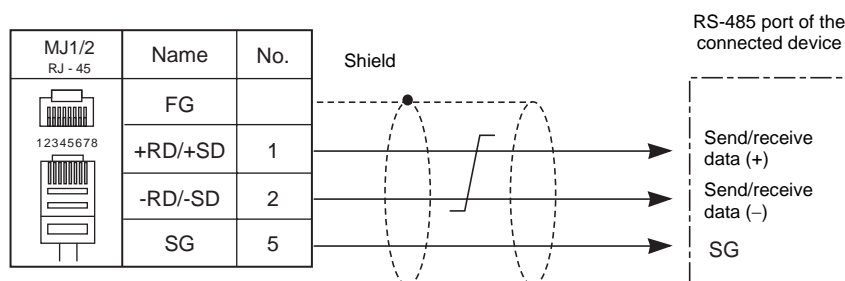 RS-485 port of the
connected device
MJ1/2
RJ - 45
Name
No.
Shield
FG
12345678
+RD/+SD
1
Send/receive
data (+)
-RD/-SD
2
Send/receive
data (−)
SG
5
SG